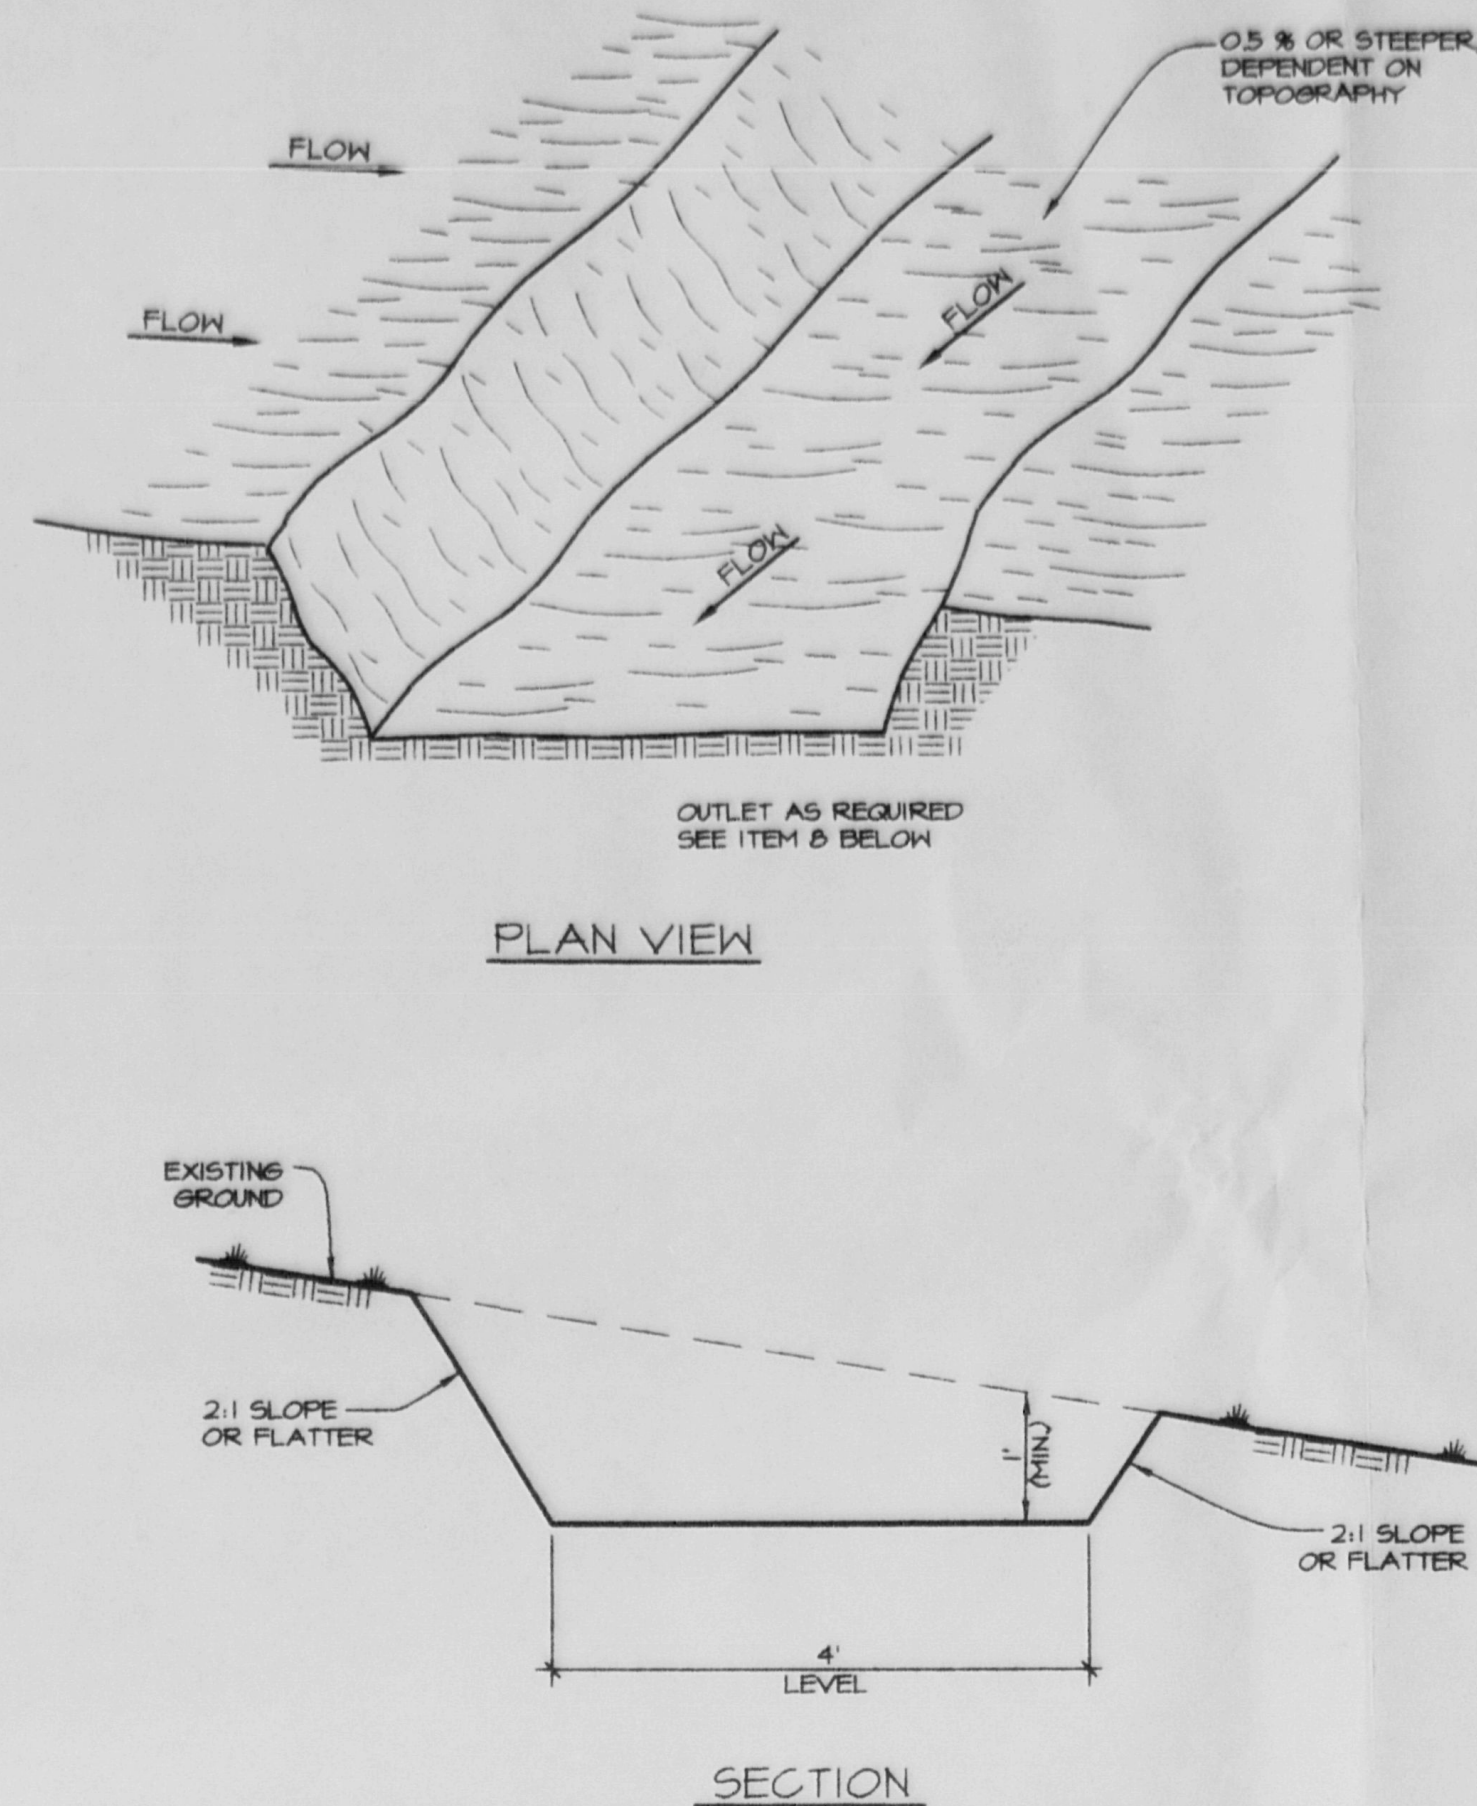 0.5 % OR STEEPER,
DEPENDENT ON
TOPOGRAPHY
FLOW
FLOW
FLOW
FLOW
OUTLET AS REQUIRED
SEE ITEM 8 BELOW
PLAN VIEW
EXISTING
GROUND
2:1 SLOPE
OR FLATTER
1'
(MIN.)
2:1 SLOPE
OR FLATTER
4'
LEVEL
SECTION